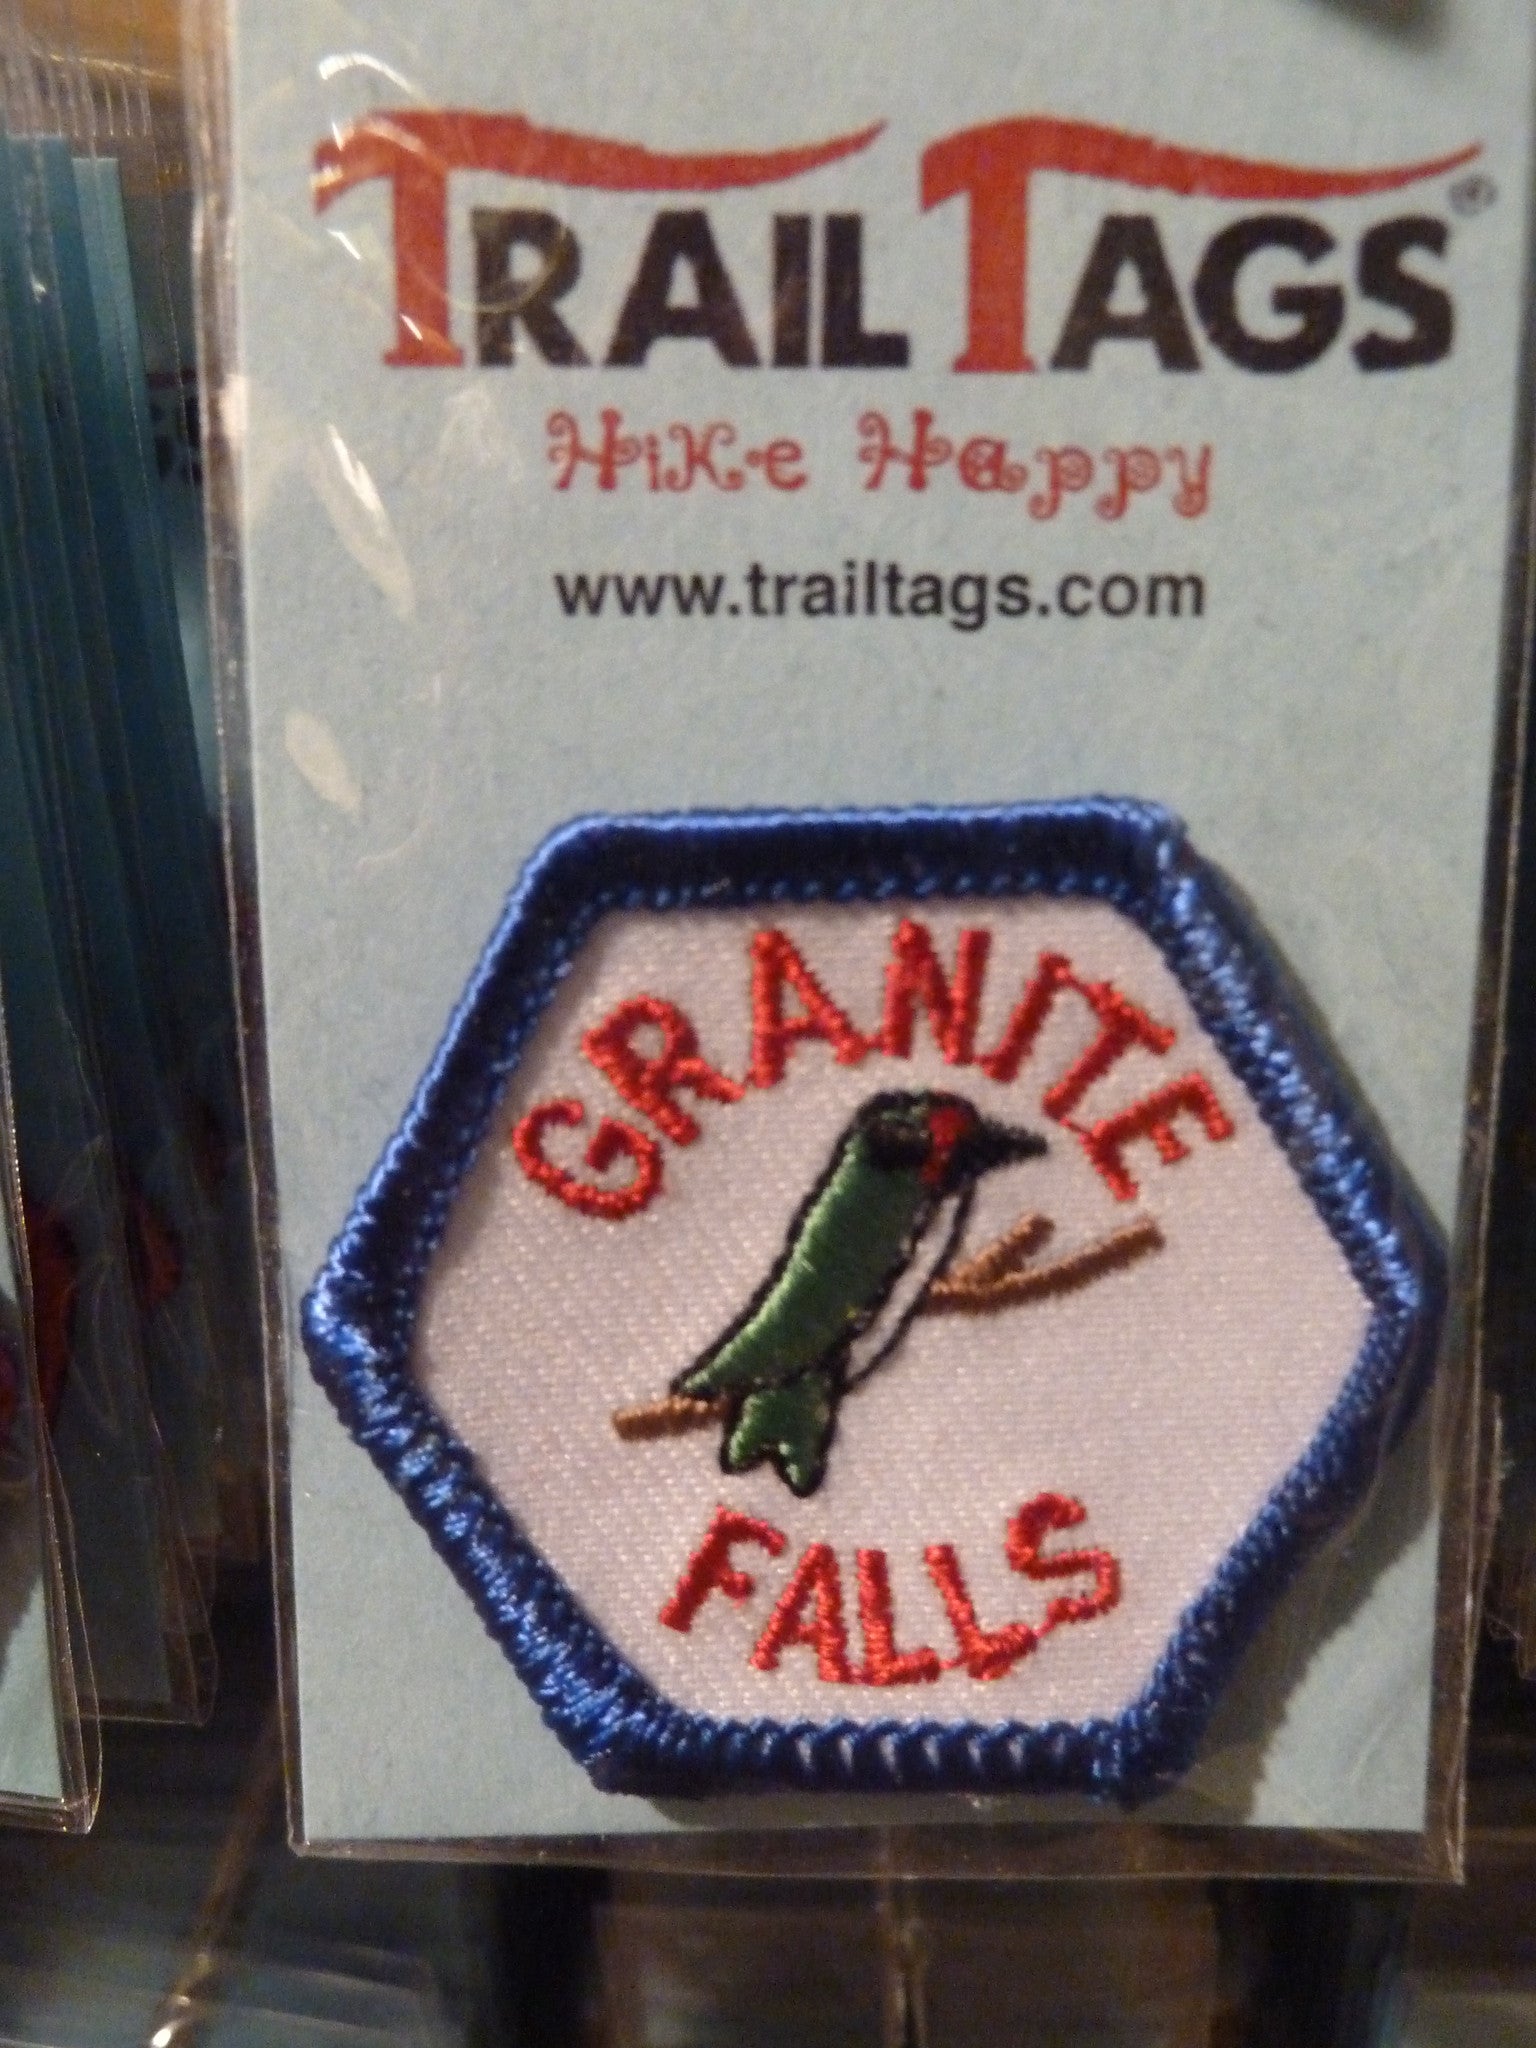 TRAIL TAGS®
HiKe Happy
www.trailtags.com
GRANITE
FALLS